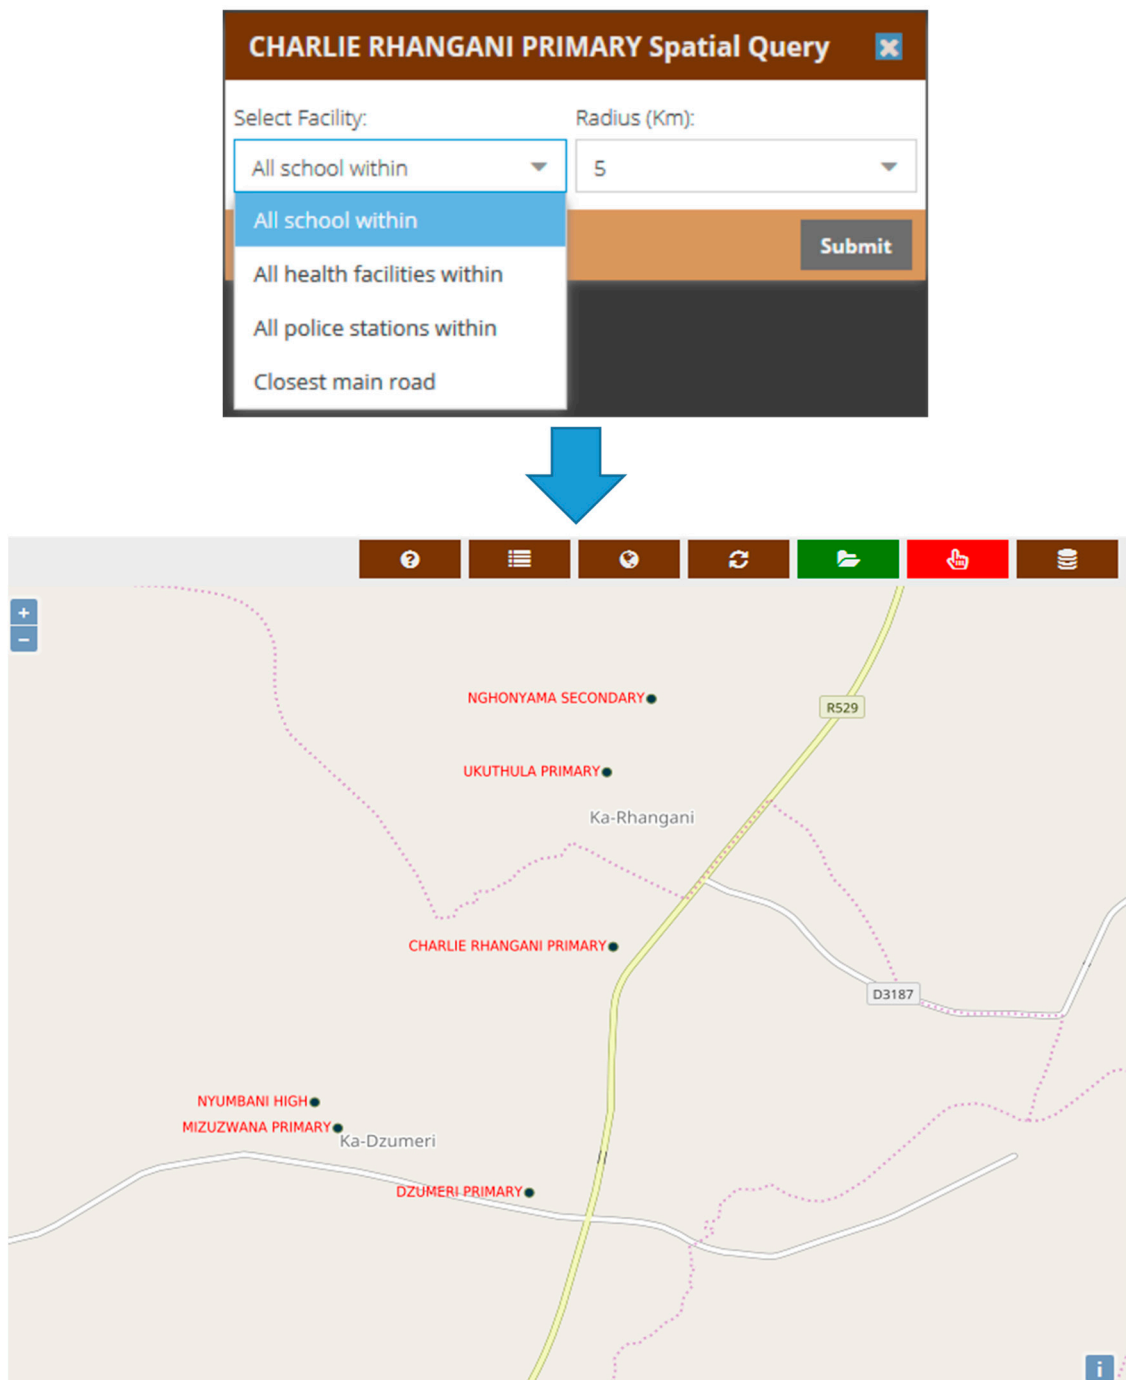 CHARLIE RHANGANI PRIMARY Spatial Query
Select Facility:
Radius (Km):
All school within
5
All school within
Submit
All health facilities within
All police stations within
Closest main road
+
−
NGHONYAMA SECONDARY
R529
UKUTHULA PRIMARY
Ka-Rhangani
CHARLIE RHANGANI PRIMARY
D3187
NYUMBANI HIGH
MIZUZWANA PRIMARY
Ka-Dzumeri
DZUMERI PRIMARY
i